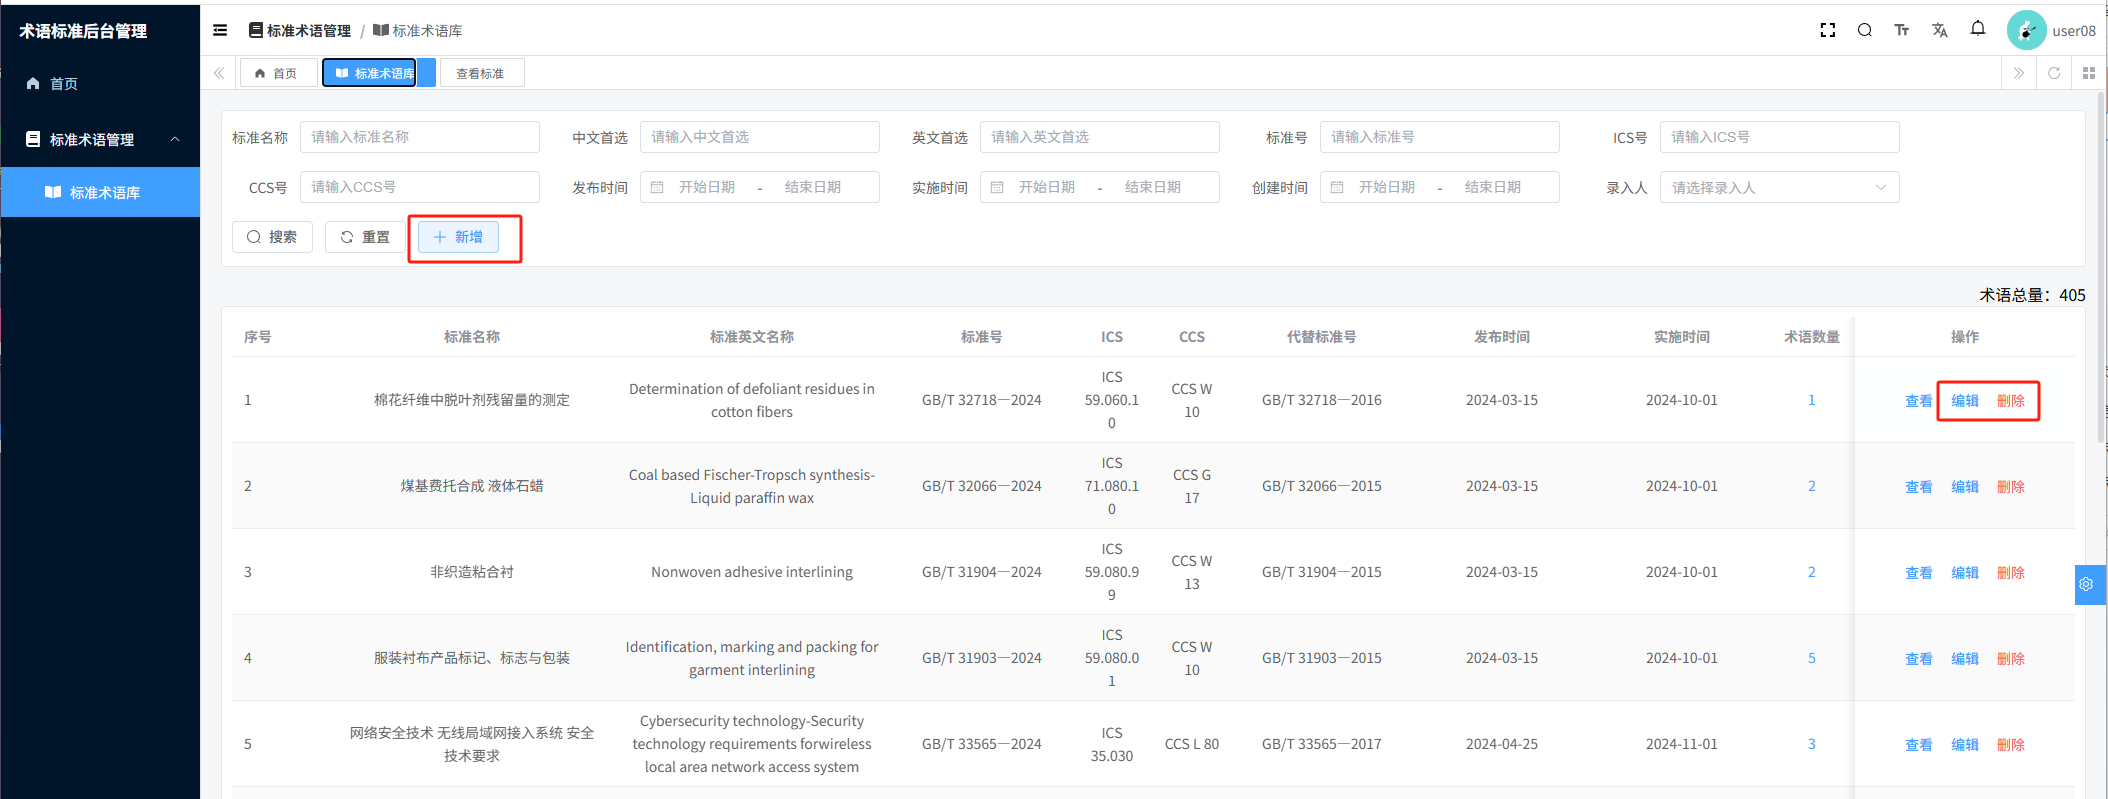 术语标准后台管理
首页
标准术语管理
标准术语库
标准术语管理 / 标准术语库
user08
首页
标准术语库
查看标准
标准名称 请输入标准名称
中文首选 请输入中文首选
英文首选 请输入英文首选
标准号 请输入标准号
ICS号 请输入ICS号
CCS号 请输入CCS号
发布时间 开始日期 - 结束日期
实施时间 开始日期 - 结束日期
创建时间 开始日期 - 结束日期
录入人 请选择录入人
搜索
重置
新增
术语总量：405
序号 标准名称 标准英文名称 标准号 ICS CCS 代替标准号 发布时间 实施时间 术语数量 操作
1
棉花纤维中脱叶剂残留量的测定
Determination of defoliant residues in
cotton fibers
GB/T 32718—2024
ICS
59.060.1
0
CCS W
10
GB/T 32718—2016
2024-03-15
2024-10-01
1
查看 编辑 删除
2
煤基费托合成 液体石蜡
Coal based Fischer-Tropsch synthesis-
Liquid paraffin wax
GB/T 32066—2024
ICS
71.080.1
0
CCS G
17
GB/T 32066—2015
2024-03-15
2024-10-01
2
查看 编辑 删除
3
非织造粘合衬
Nonwoven adhesive interlining
GB/T 31904—2024
ICS
59.080.9
9
CCS W
13
GB/T 31904—2015
2024-03-15
2024-10-01
2
查看 编辑 删除
4
服装衬布产品标记、标志与包装
Identification, marking and packing for
garment interlining
GB/T 31903—2024
ICS
59.080.0
1
CCS W
10
GB/T 31903—2015
2024-03-15
2024-10-01
5
查看 编辑 删除
5
网络安全技术 无线局域网接入系统 安全
技术要求
Cybersecurity technology-Security
technology requirements forwireless
local area network access system
GB/T 33565—2024
ICS
35.030
CCS L 80
GB/T 33565—2017
2024-04-25
2024-11-01
3
查看 编辑 删除